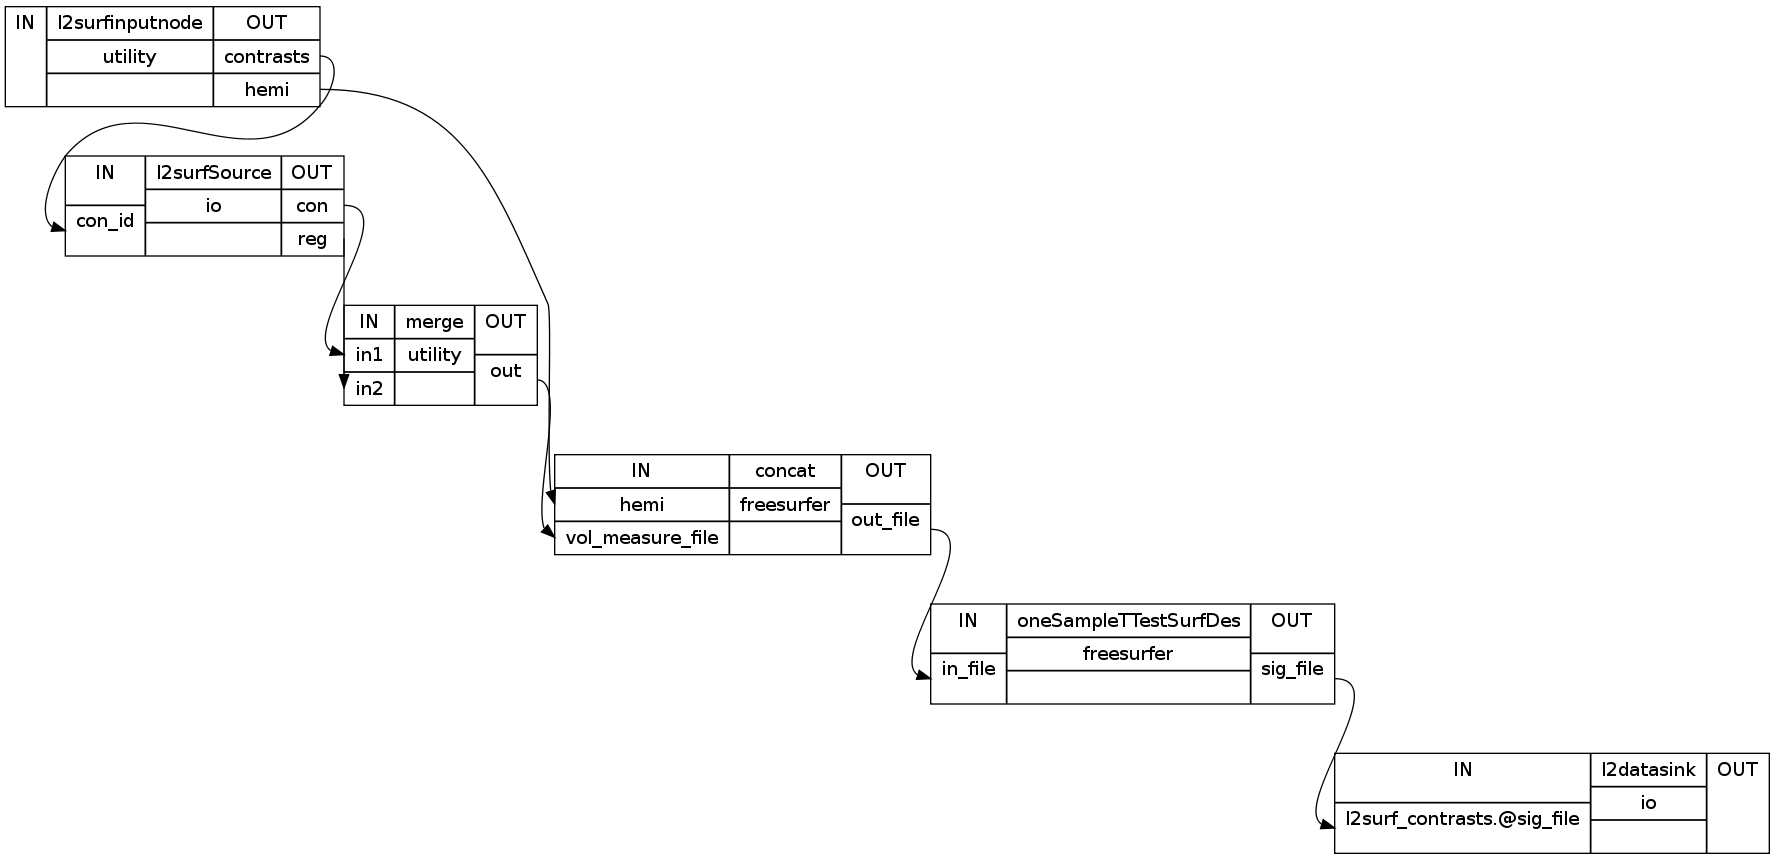 IN l2surfinputnode OUT
utility contrasts
hemi
IN l2surfSource OUT
io con
con_id
reg
IN merge OUT
in1 utility
out
in2
IN concat OUT
hemi freesurfer
out_file
vol_measure_file
IN oneSampleTTestSurfDes OUT
freesurfer
in_file sig_file
IN l2datasink OUT
io
l2surf_contrasts.@sig_file